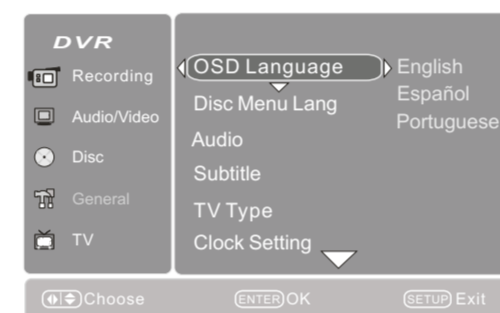 DVR
Recording
Audio/Video
Disc
General
TV
OSD Language
Disc Menu Lang
Audio
Subtitle
TV Type
Clock Setting
English
Español
Portuguese
Choose
ENTER OK
SETUP Exit